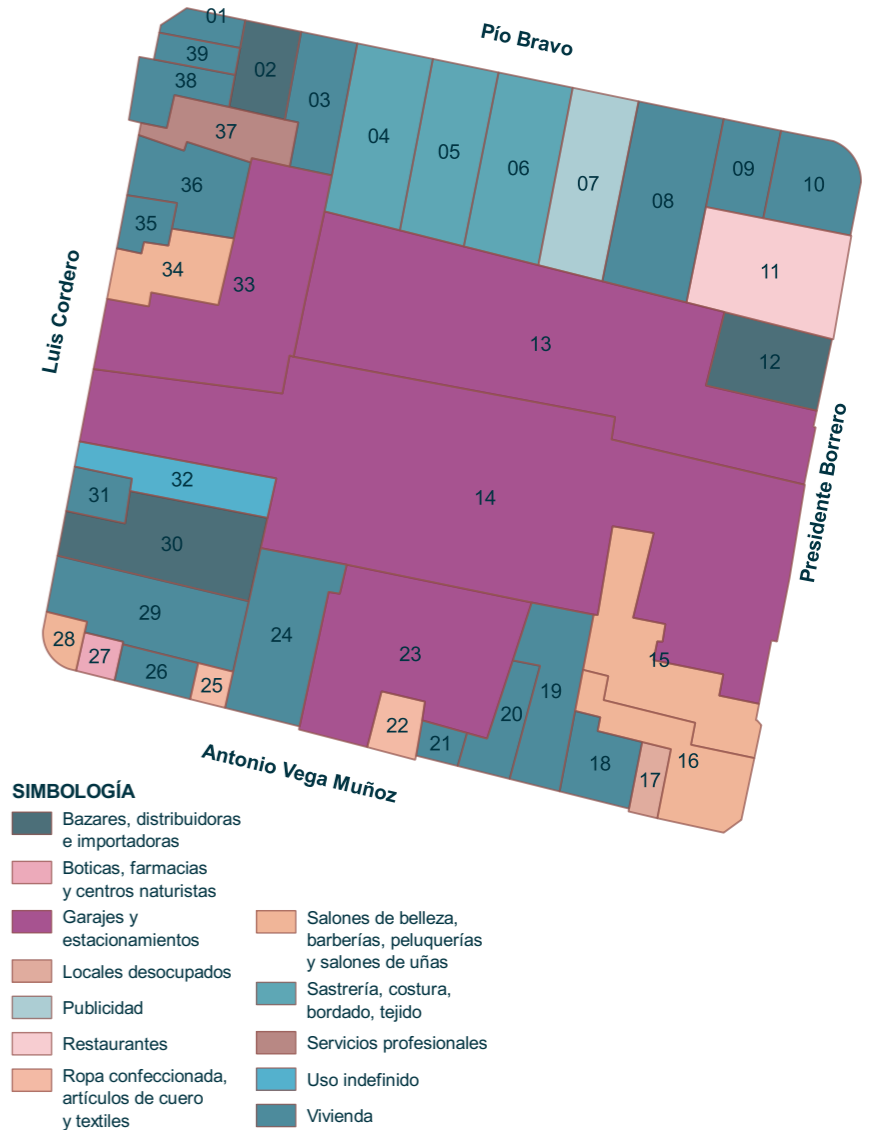 01
Pío Bravo
39
02
38
03
04
37
05
06
09
10
07
36
08
35
34
33
11
Luis Cordero
13
12
Presidente Borrero
32
31
14
30
29
24
28
27
23
15
26
25
19
20
22
21
16
18
17
Antonio Vega Muñoz
SIMBOLOGÍA
Bazares, distribuidoras
e importadoras
Boticas, farmacias
y centros naturistas
Garajes y
estacionamientos
Locales desocupados
Publicidad
Restaurantes
Ropa confeccionada,
artículos de cuero
y textiles
Salones de belleza,
barberías, peluquerías
y salones de uñas
Sastrería, costura,
bordado, tejido
Servicios profesionales
Uso indefinido
Vivienda